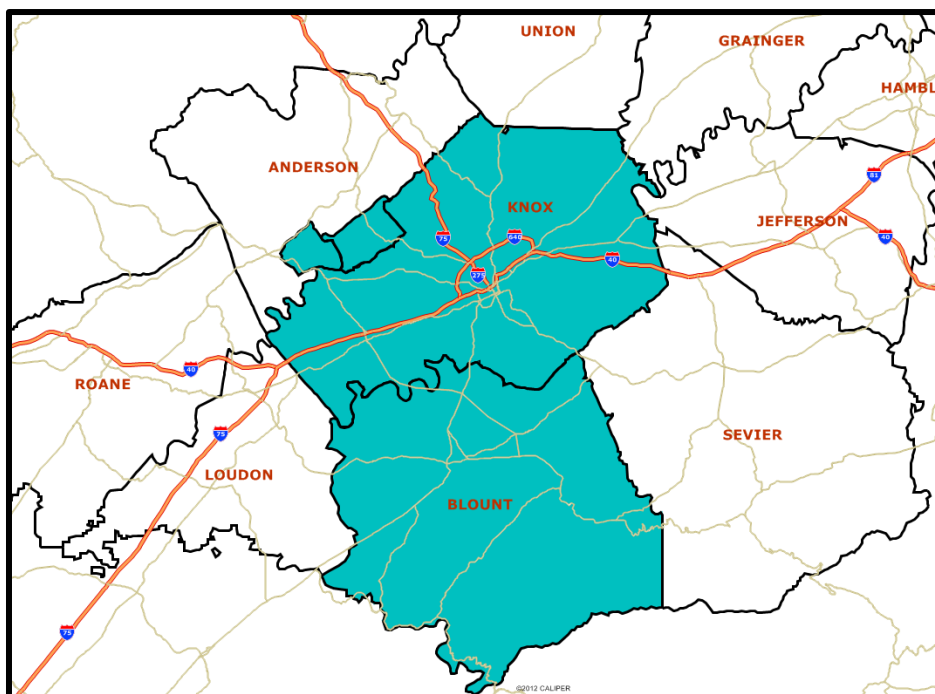 UNION
GRAINGER
HAMBL
ANDERSON
KNOX
81
JEFFERSON
75
640
40
275
40
40
ROANE
75
SEVIER
LOUDON
BLOUNT
75
©2012 CALIPER